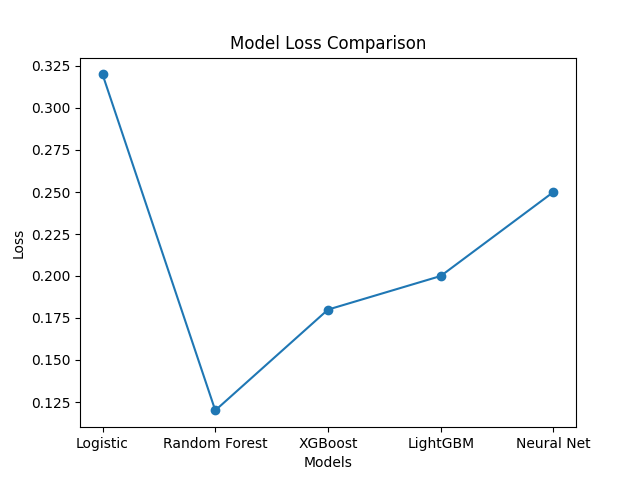 Model Loss Comparison
0.325
0.300
0.275
0.250
0.225
0.200
0.175
0.150
0.125
Loss
Logistic Random Forest XGBoost LightGBM Neural Net
Models